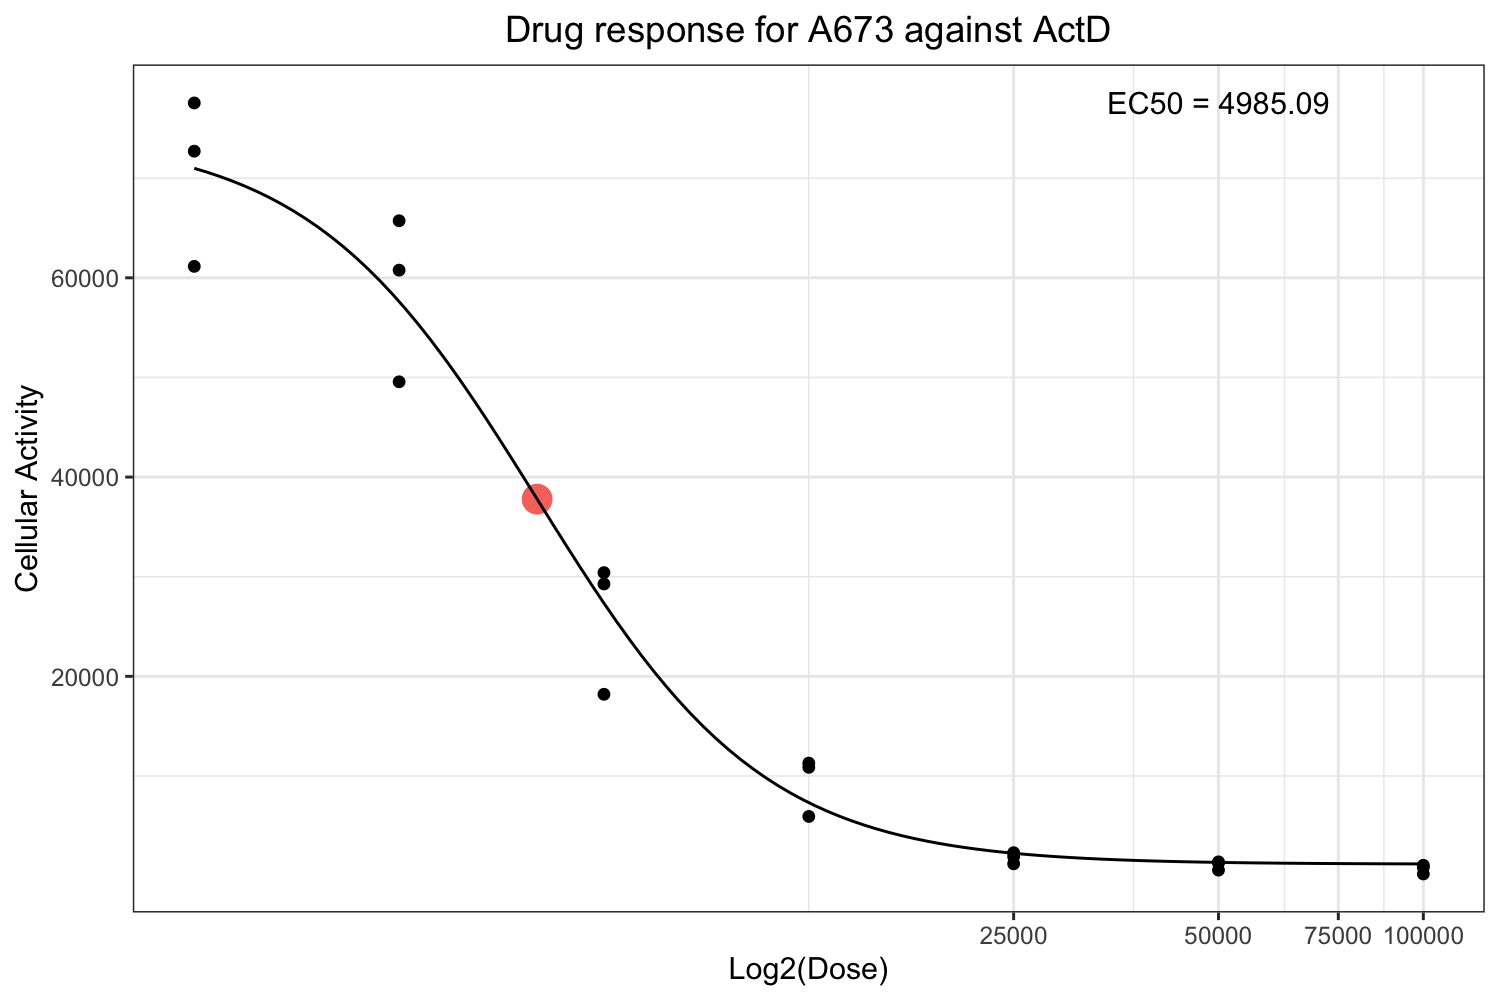 Drug response for A673 against ActD
EC50 = 4985.09
60000
40000
20000
Cellular Activity
25000 50000 75000 100000
Log2(Dose)